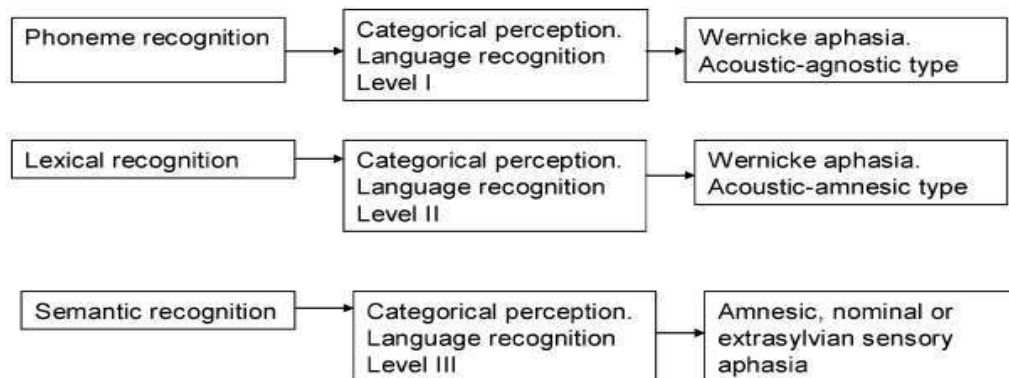 Phoneme recognition
Categorical perception.
Language recognition
Level I
Wernicke aphasia.
Acoustic-agnostic type
Lexical recognition
Categorical perception.
Language recognition
Level II
Wernicke aphasia.
Acoustic-amnesic type
Semantic recognition
Categorical perception.
Language recognition
Level III
Amnesic, nominal or
extrasylvian sensory
aphasia